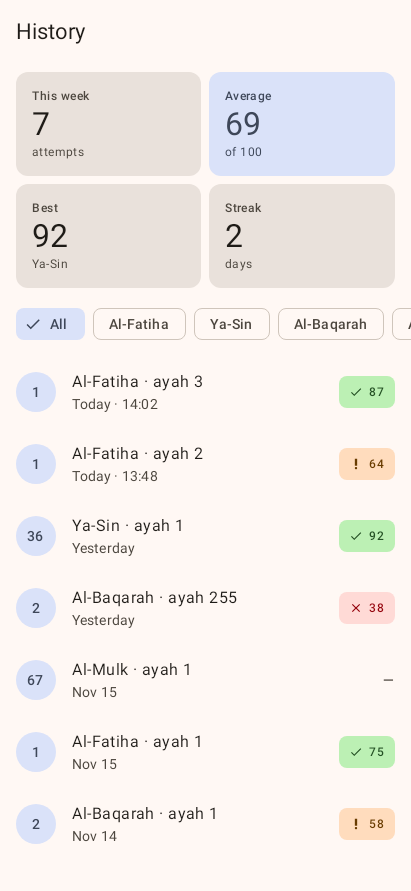 History
This week
7
attempts
Average
69
of 100
Best
92
Ya-Sin
Streak
2
days
All
Al-Fatiha
Ya-Sin
Al-Baqarah
1
Al-Fatiha · ayah 3
Today · 14:02
87
1
Al-Fatiha · ayah 2
Today · 13:48
64
36
Ya-Sin · ayah 1
Yesterday
92
2
Al-Baqarah · ayah 255
Yesterday
38
67
Al-Mulk · ayah 1
Nov 15
–
1
Al-Fatiha · ayah 1
Nov 15
75
2
Al-Baqarah · ayah 1
Nov 14
58